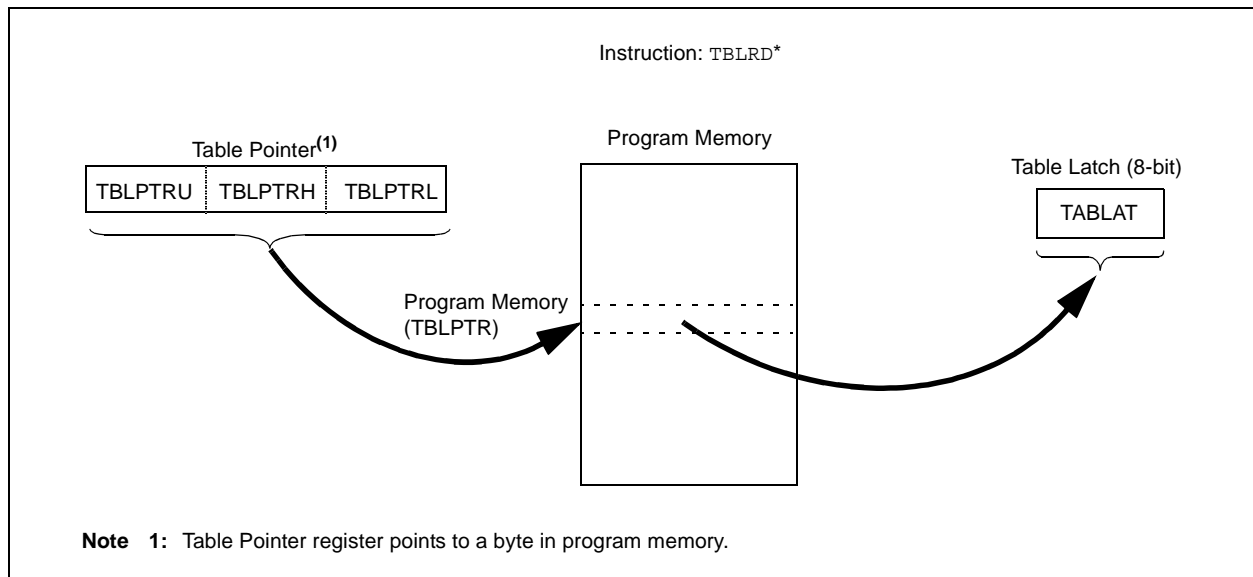 Instruction: TBLRD*
Table Pointer(1)
TBLPTRU TBLPTRH TBLPTRL
Program Memory
Table Latch (8-bit)
TABLAT
Program Memory
(TBLPTR)
Note 1: Table Pointer register points to a byte in program memory.